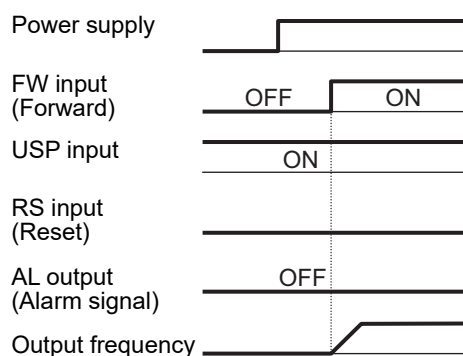 Power supply
FW input
(Forward)
OFF
ON
USP input
ON
RS input
(Reset)
AL output
(Alarm signal)
OFF
Output frequency